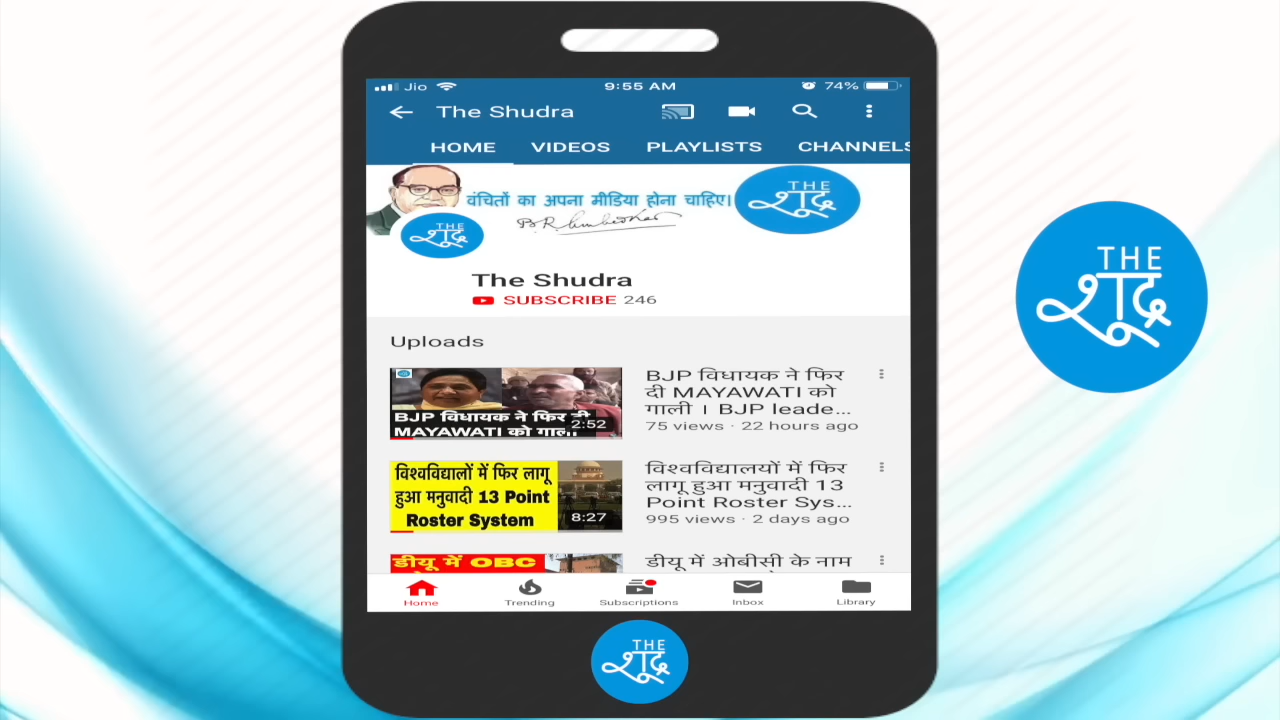 Jio 9:55 AM 74%
The Shudra
HOME VIDEOS PLAYLISTS CHANNELS
वंचितों का अपना मीडिया होना चाहिए।
B.R. Ambedkar
THE
शूद्र
THE
शूद्र
The Shudra
SUBSCRIBE 246
Uploads
BJP विधायक ने फिर दी
MAYAWATI को गाली
2:52
BJP विधायक ने फिर
दी MAYAWATI को
गाली । BJP leade...
75 views · 22 hours ago
विश्वविद्यालों में फिर लागू
हुआ मनुवादी 13 Point
Roster System
8:27
विश्वविद्यालयों में फिर
लागू हुआ मनुवादी 13
Point Roster Sys...
995 views · 2 days ago
डीयू में OBC
डीयू में ओबीसी के नाम
Home Trending Subscriptions Inbox Library
THE
शूद्र
THE
शूद्र